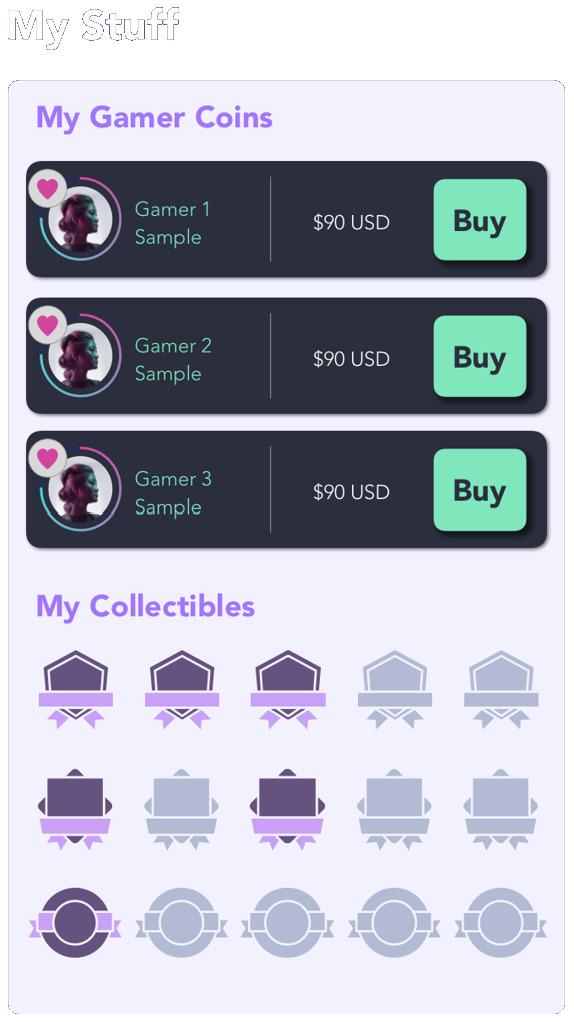 My Stuff
My Gamer Coins
Gamer 1
Sample
$90 USD
Buy
Gamer 2
Sample
$90 USD
Buy
Gamer 3
Sample
$90 USD
Buy
My Collectibles